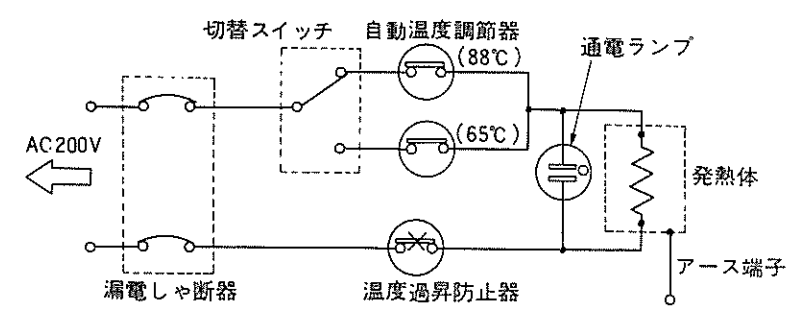 切替スイッチ
自動温度調節器
(88℃)
通電ランプ
AC200V
(65℃)
発熱体
アース端子
漏電しゃ断器
温度過昇防止器